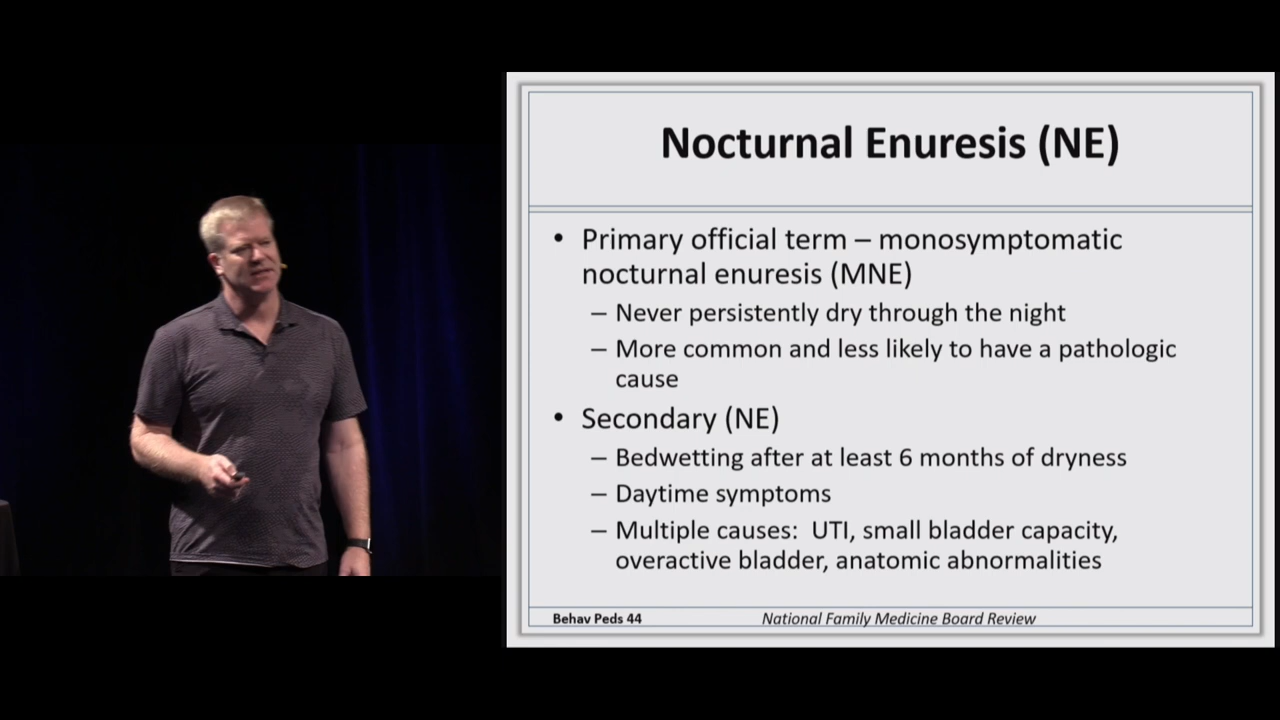 Nocturnal Enuresis (NE)
• Primary official term – monosymptomatic
nocturnal enuresis (MNE)
– Never persistently dry through the night
– More common and less likely to have a pathologic
cause
• Secondary (NE)
– Bedwetting after at least 6 months of dryness
– Daytime symptoms
– Multiple causes:  UTI, small bladder capacity,
overactive bladder, anatomic abnormalities
Behav Peds 44
National Family Medicine Board Review